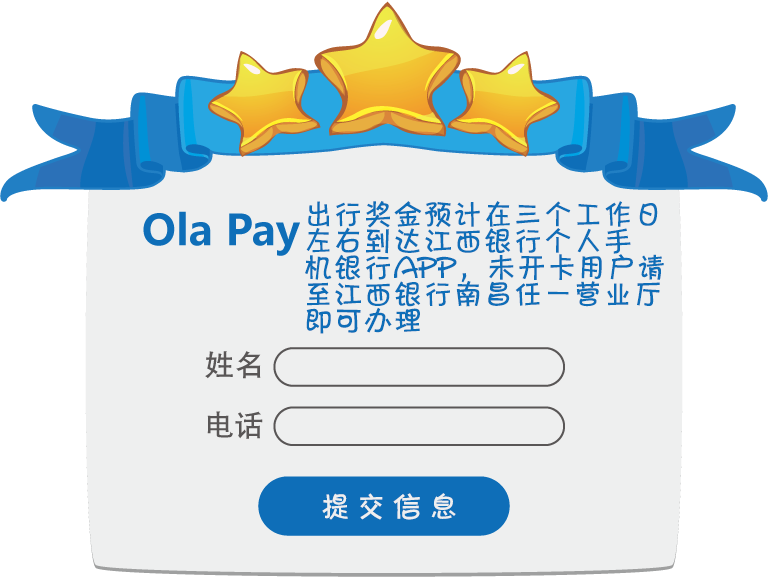 Ola Pay
出行奖金预计在三个工作日
左右到达江西银行个人手
机银行APP，未开卡用户请
至江西银行南昌任一营业厅
即可办理
姓名
电话
提交信息